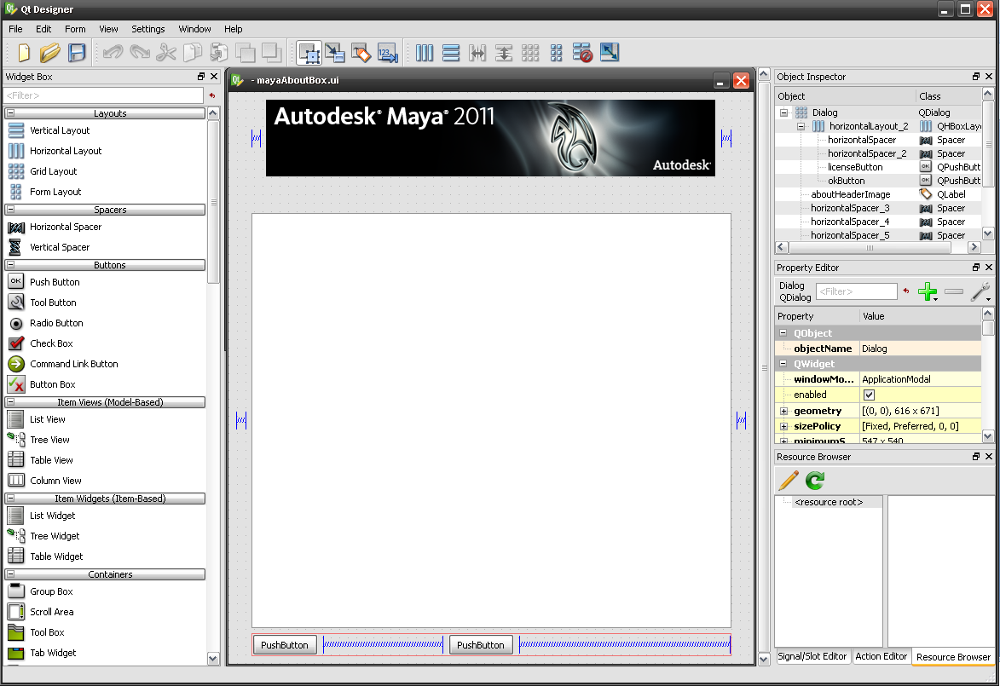 Qt Designer
File Edit Form View Settings Window Help
Widget Box
<Filter>
Layouts
Vertical Layout
Horizontal Layout
Grid Layout
Form Layout
Spacers
Horizontal Spacer
Vertical Spacer
Buttons
OK Push Button
Tool Button
Radio Button
Check Box
Command Link Button
Button Box
Item Views (Model-Based)
List View
Tree View
Table View
Column View
Item Widgets (Item-Based)
List Widget
Tree Widget
Table Widget
Containers
Group Box
Scroll Area
Tool Box
Tab Widget
- mayaAboutBox.ui
Autodesk® Maya® 2011
Autodesk®
PushButton
PushButton
Object Inspector
Object Class
Dialog QDialog
horizontalLayout_2 QHBoxLay
horizontalSpacer Spacer
horizontalSpacer_2 Spacer
licenseButton OK QPushButt
okButton OK QPushButt
aboutHeaderImage QLabel
horizontalSpacer_3 Spacer
horizontalSpacer_4 Spacer
horizontalSpacer_5 Spacer
Property Editor
Dialog
QDialog
<Filter>
Property Value
QObject
objectName Dialog
QWidget
windowMo... ApplicationModal
enabled
geometry [(0, 0), 616 x 671]
sizePolicy [Fixed, Preferred, 0, 0]
minimumS 547 x 540
Resource Browser
<resource root>
Signal/Slot Editor Action Editor Resource Browser